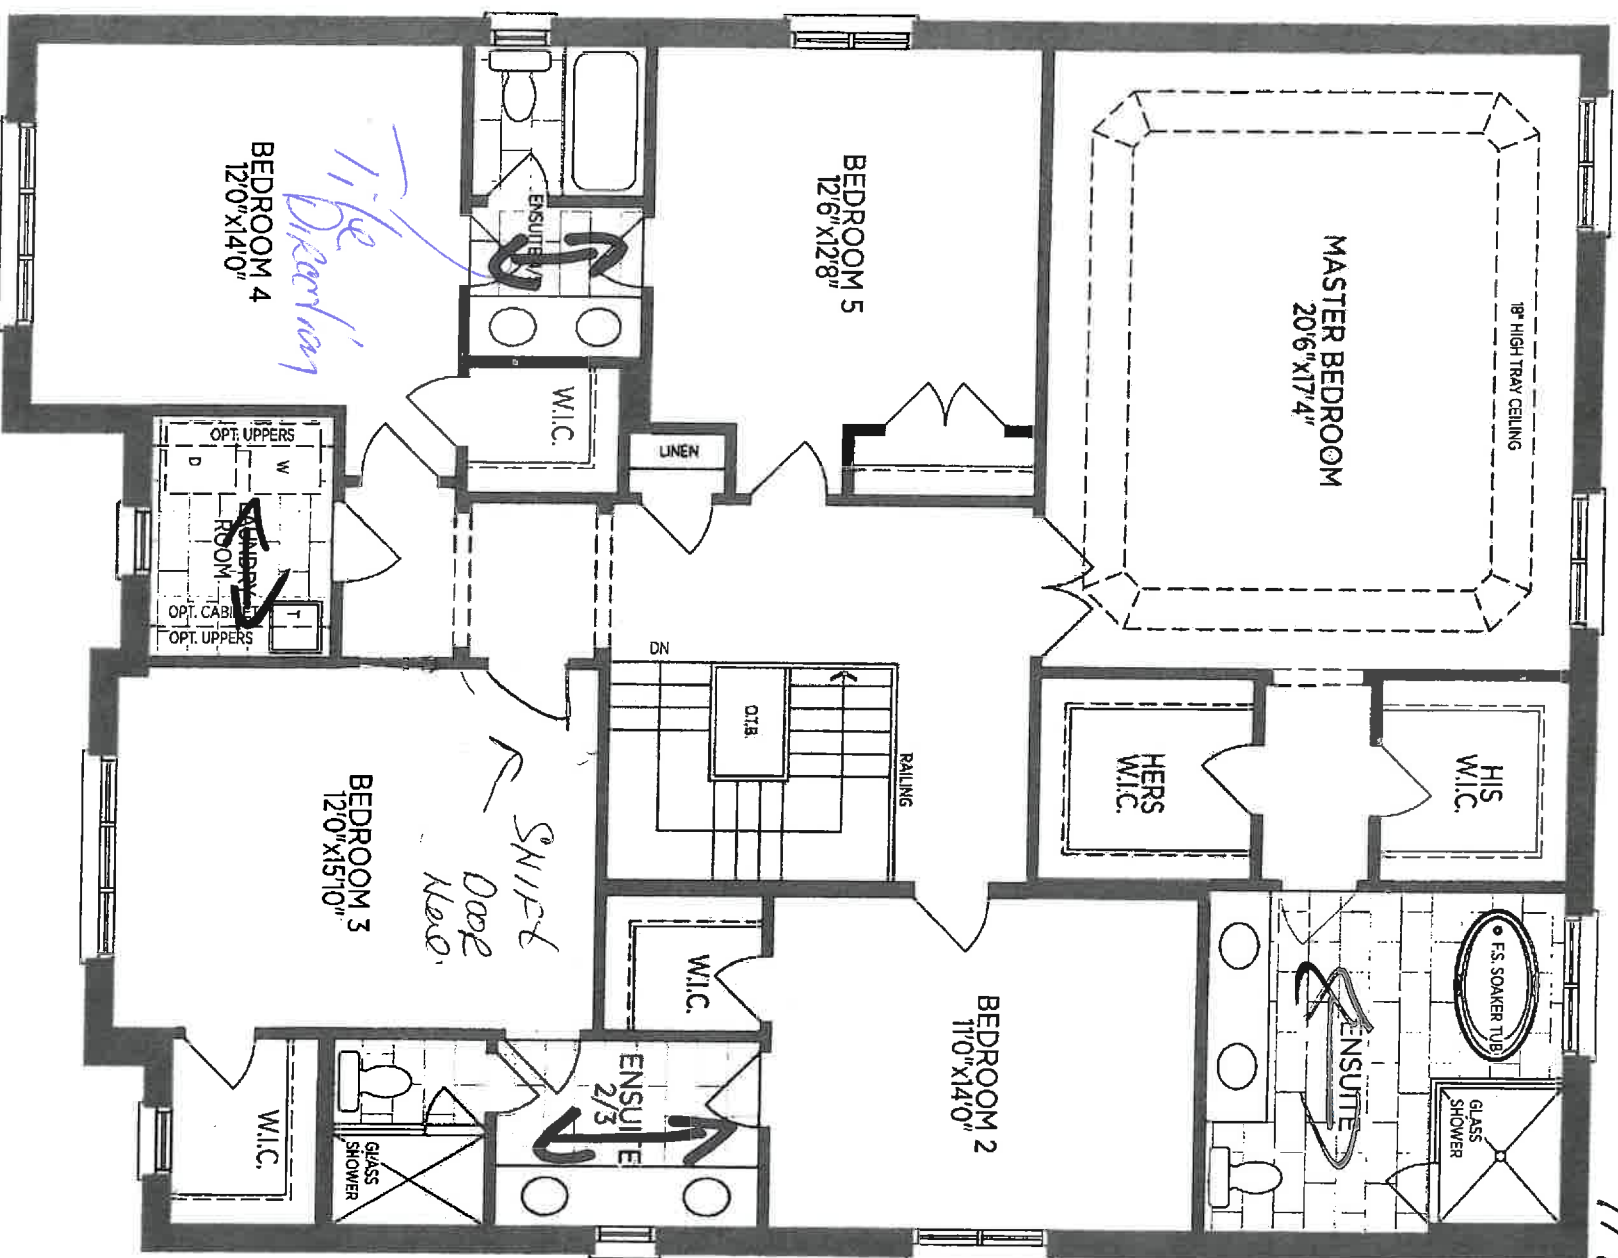 MASTER BEDROOM
20'6"x17'4"
18" HIGH TRAY CEILING
BEDROOM 5
12'6"x12'8"
BEDROOM 4
12'0"x14'0"
Tile
Direction
W.I.C.
LINEN
OPT. UPPERS
D
W
LAUNDRY
ROOM
OPT. CABINET
OPT. UPPERS
T
DN
O.T.B.
RAILING
HERS
W.I.C.
HIS
W.I.C.
BEDROOM 3
12'0"x15'10"
SHIFT
DOOR
W.I.C.
BEDROOM 2
11'0"x14'0"
ENSUITE
F.S. SOAKER TUB
GLASS
SHOWER
ENSUITE
2/3
GLASS
SHOWER
W.I.C.